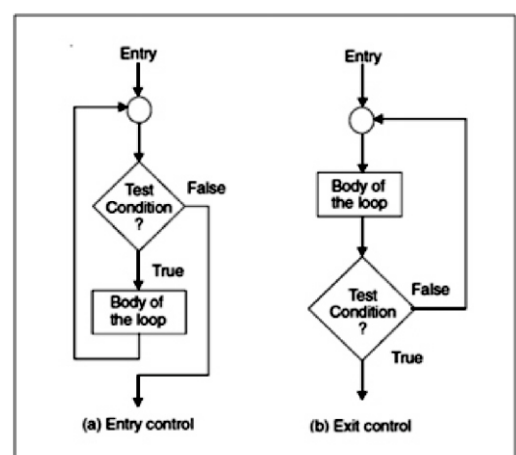 Entry
Test
Condition
?
False
True
Body of
the loop
(a) Entry control
Entry
Body of
the loop
Test
Condition
?
False
True
(b) Exit control